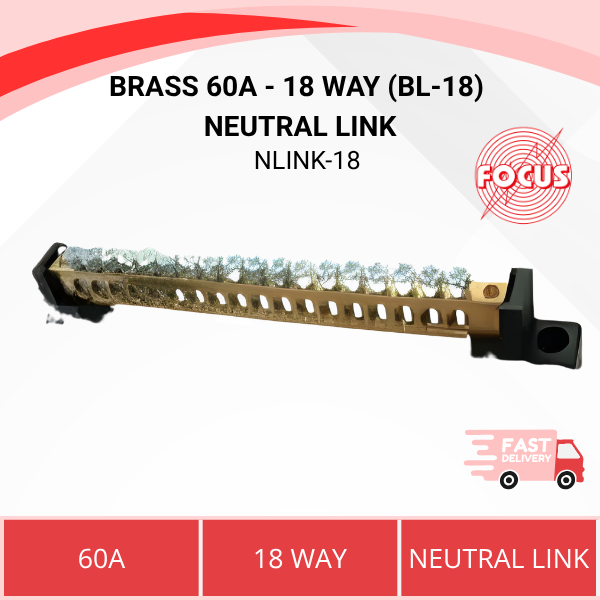 BRASS 60A - 18 WAY (BL-18)
NEUTRAL LINK
NLINK-18
FOCUS
FAST
DELIVERY
60A
18 WAY
NEUTRAL LINK